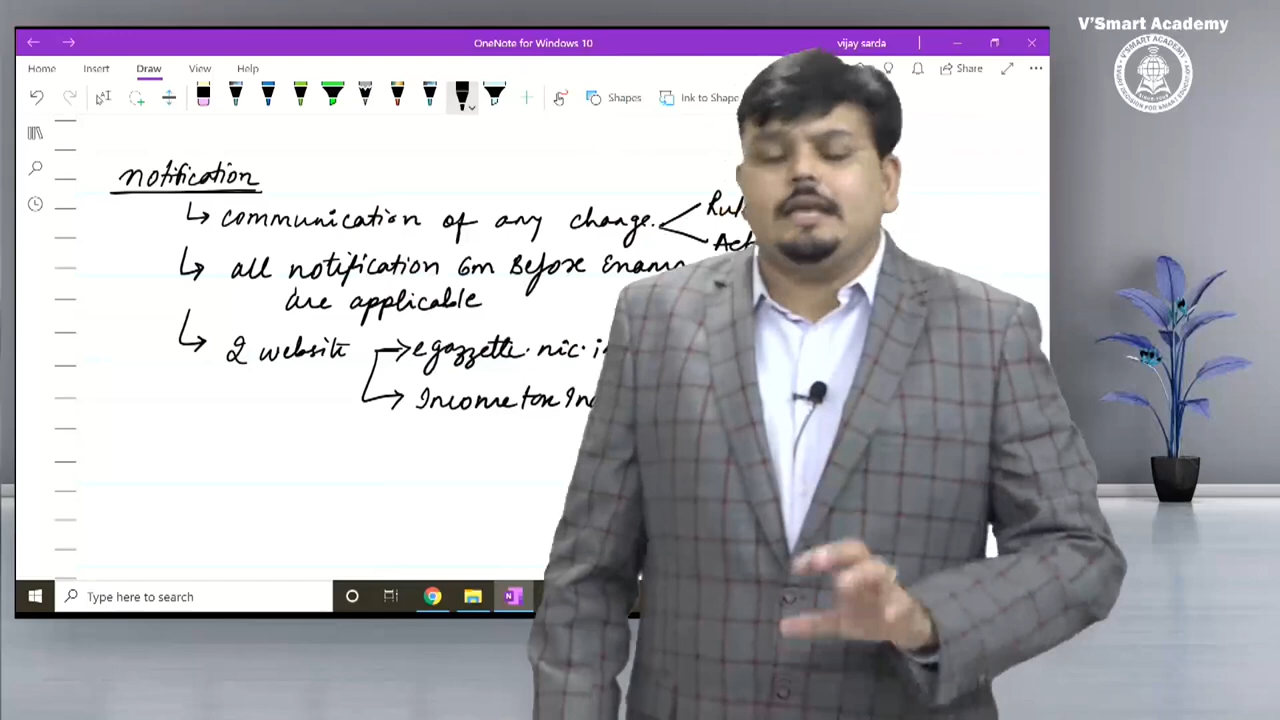 V'Smart Academy
OneNote for Windows 10
vijay sarda
Home Insert Draw View Help
Share
Shapes
Ink to Shape
notification
communication of any change.
all notification 6m Before
are applicable
2 website egazzette.nic.i
Income tax In
Type here to search